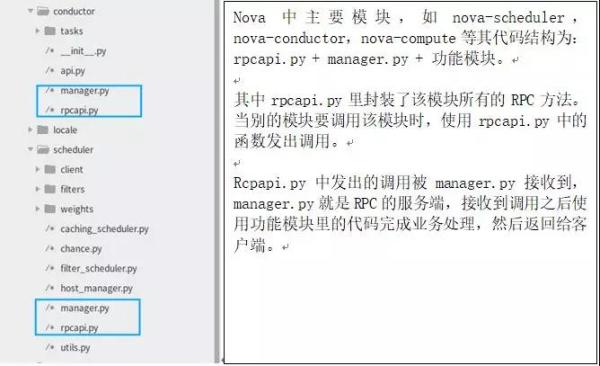 conductor
tasks
/* __init__.py
/* api.py
/* manager.py
/* rpcapi.py
locale
scheduler
client
filters
weights
/* caching_scheduler.py
/* chance.py
/* filter_scheduler.py
/* host_manager.py
/* manager.py
/* rpcapi.py
/* utils.py
Nova 中主要模块，如 nova-scheduler，
nova-conductor，nova-compute 等其代码结构为：
rpcapi.py + manager.py + 功能模块。
其中 rpcapi.py 里封装了该模块所有的 RPC 方法。
当别的模块要调用该模块时，使用 rpcapi.py 中的
函数发出调用。
Rcpapi.py 中发出的调用被 manager.py 接收到，
manager.py 就是 RPC 的服务端，接收到调用之后使
用功能模块里的代码完成业务处理，然后返回给客
户端。